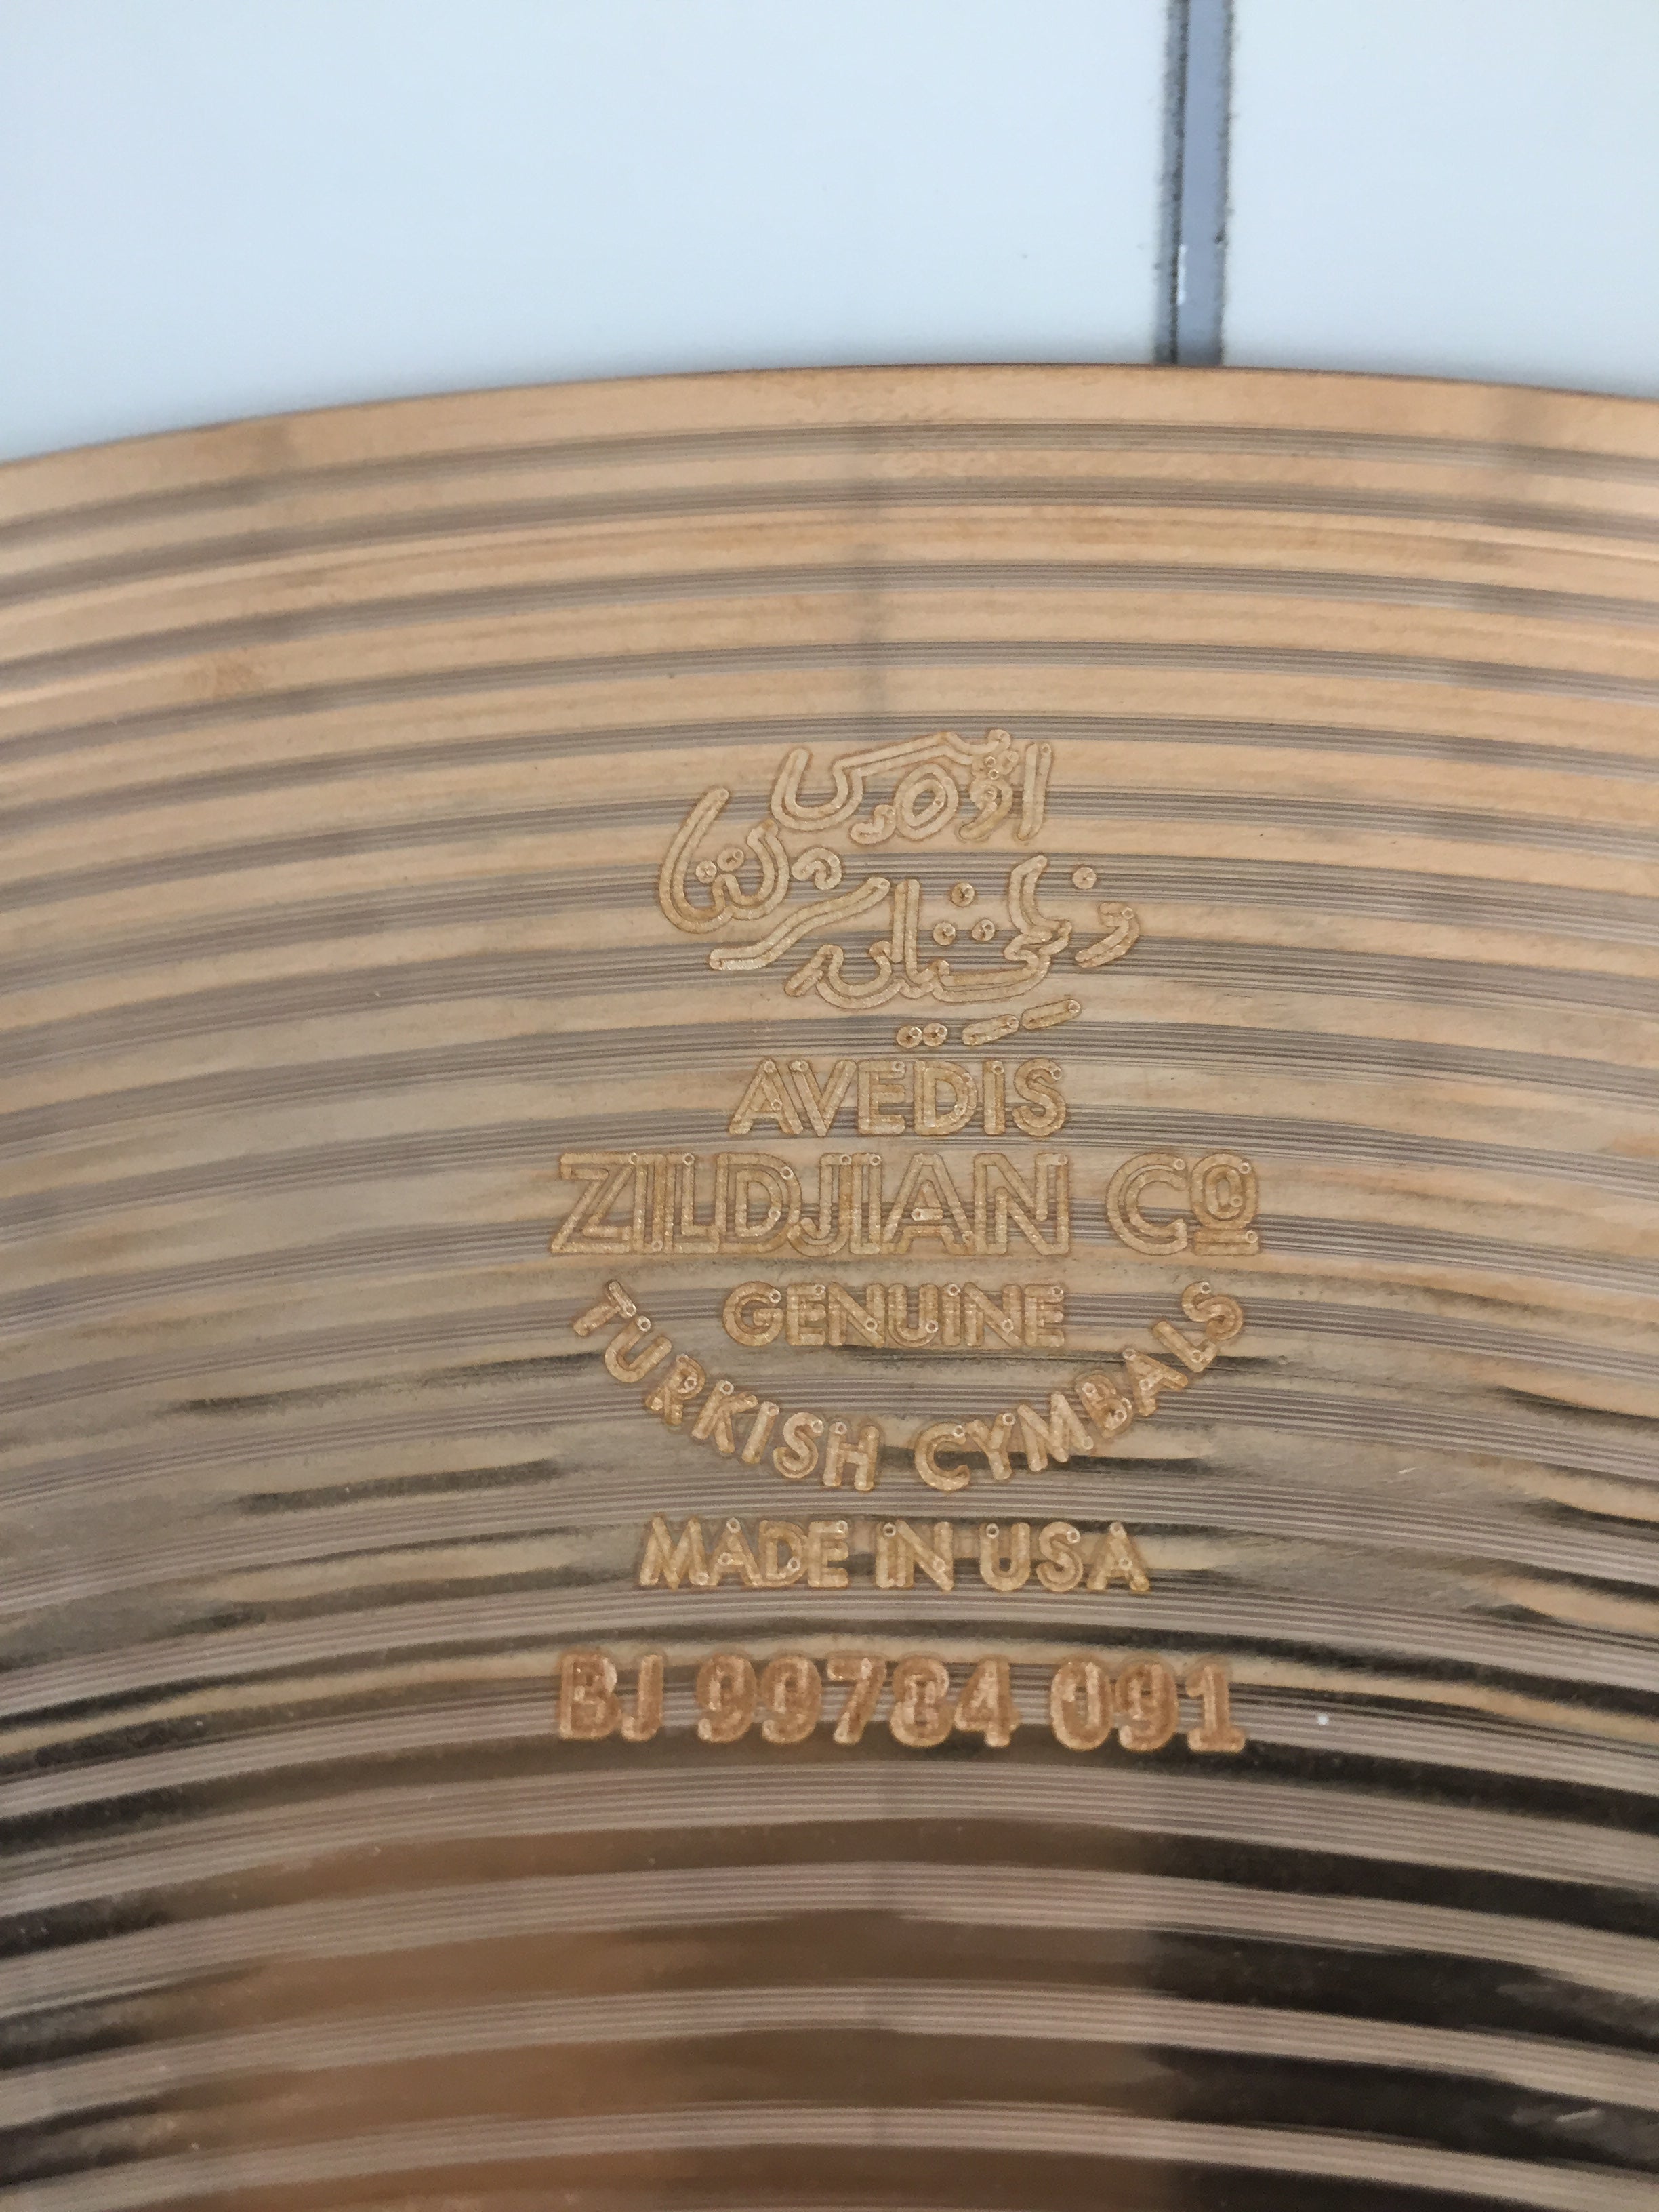 AVEDIS
ZILDJIAN Cº
GENUINE
TURKISH CYMBALS
MADE IN USA
BJ 99784 091